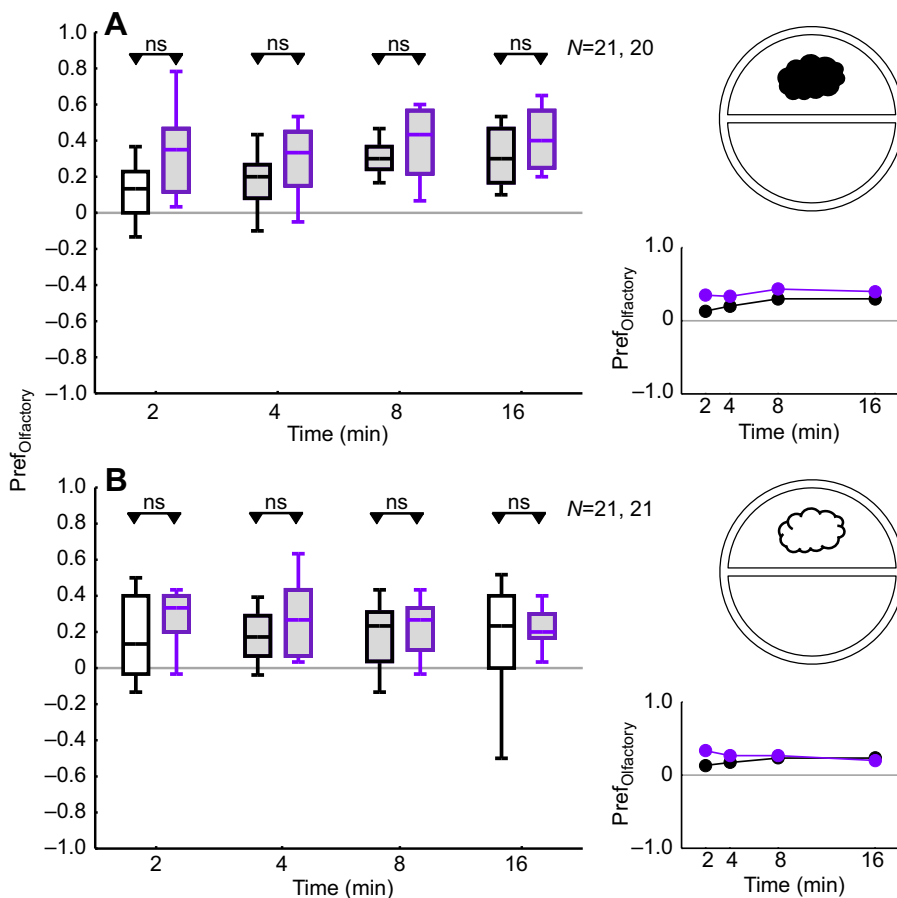 A
ns ns ns ns
N=21, 20
1.0
0.8
0.6
0.4
0.2
0
–0.2
–0.4
–0.6
–0.8
–1.0
2 4 8 16
Time (min)
PrefOlfactory
1.0
0
–1.0
2 4 8 16
Time (min)
PrefOlfactory
B
ns ns ns ns
N=21, 21
1.0
0.8
0.6
0.4
0.2
0
–0.2
–0.4
–0.6
–0.8
–1.0
2 4 8 16
Time (min)
1.0
0
–1.0
2 4 8 16
Time (min)
PrefOlfactory